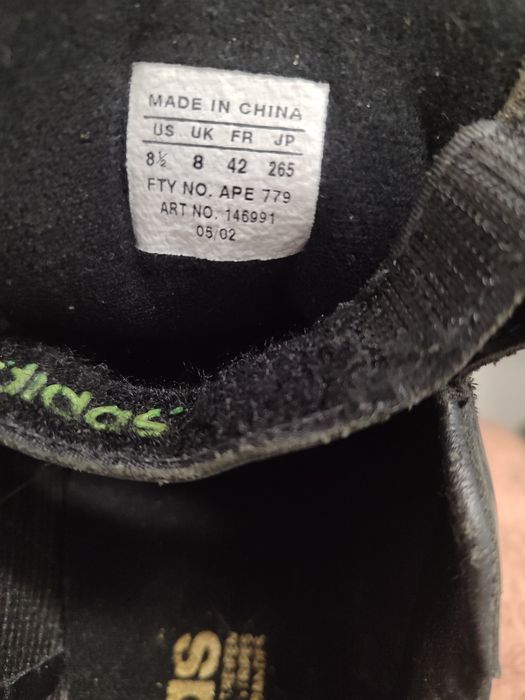 MADE IN CHINA
US UK FR JP
8½ 8 42 265
FTY NO. APE 779
ART NO. 146991
05/02
adidas
as